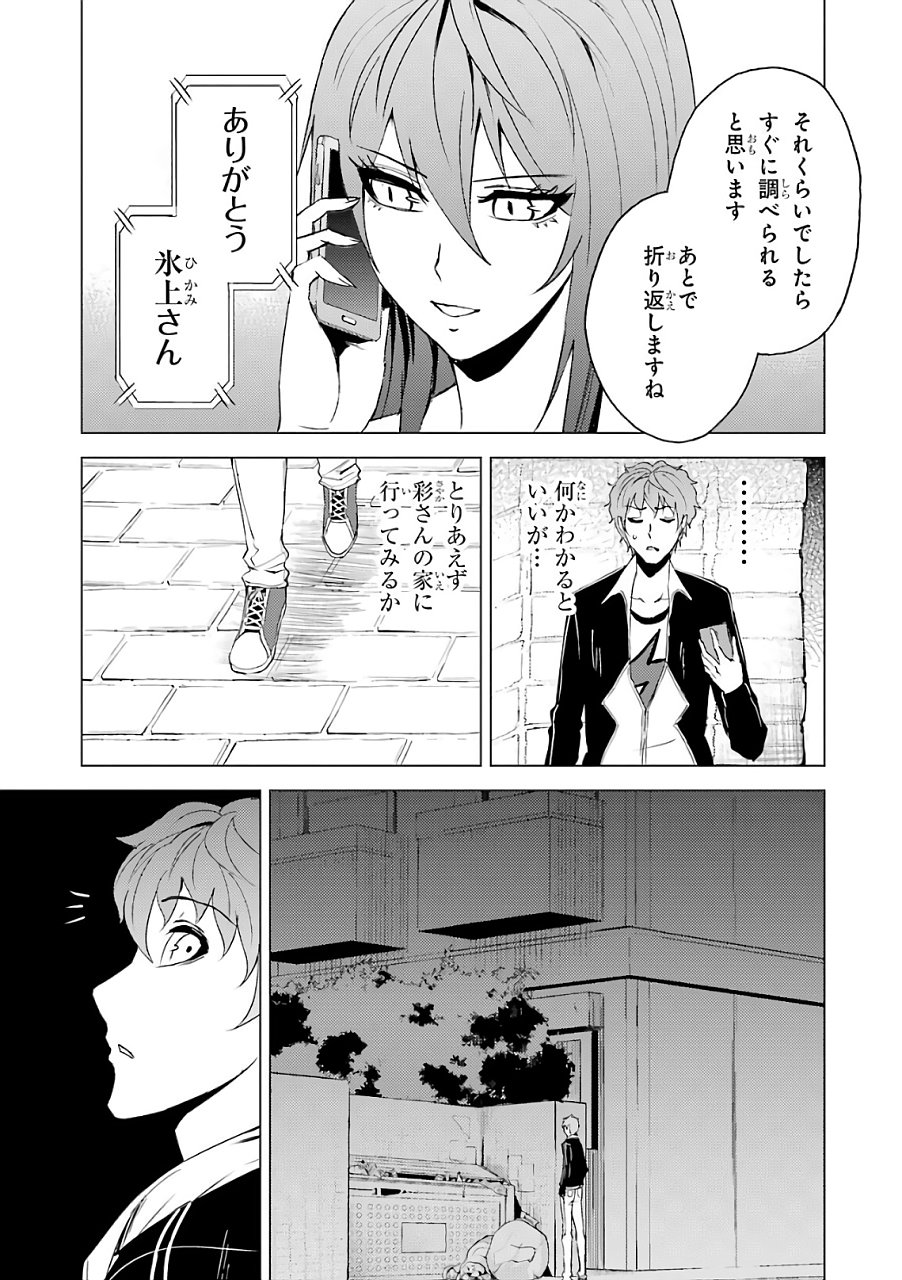 それくらいでしたら
すぐに調べられる
と思います
あとで
折り返しますね
ありがとう
氷上さん
………
何かわかると
いいが…
とりあえず
彩さんの家に
行ってみるか